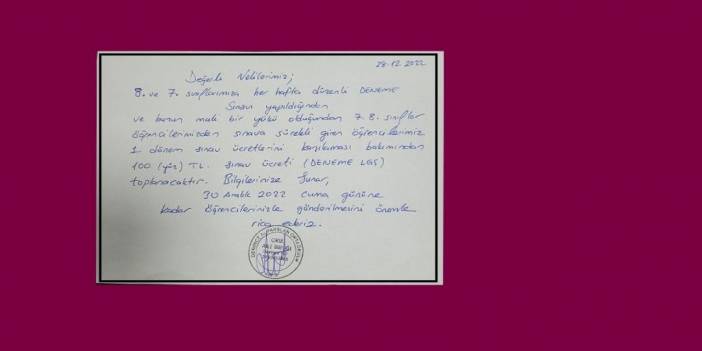 28.12.2022
Değerli Velilerimiz;
8. ve 7. sınıflarımıza her hafta düzenli DENEME
Sınavı yapıldığından
ve bunun mali bir yükü olduğundan 7. 8. sınıflar
öğrencilerimizden sınava sürekli giren öğrencilerimiz
1. dönem sınav ücretlerini karşılaması bakımından
100 (yüz) TL. sınav ücreti (DENEME LGS)
toplanacaktır. Bilgilerinize Sunar,
30 Aralık 2022 cuma gününe
kadar öğrencilerinizle gönderilmesini önemle
rica ederiz.